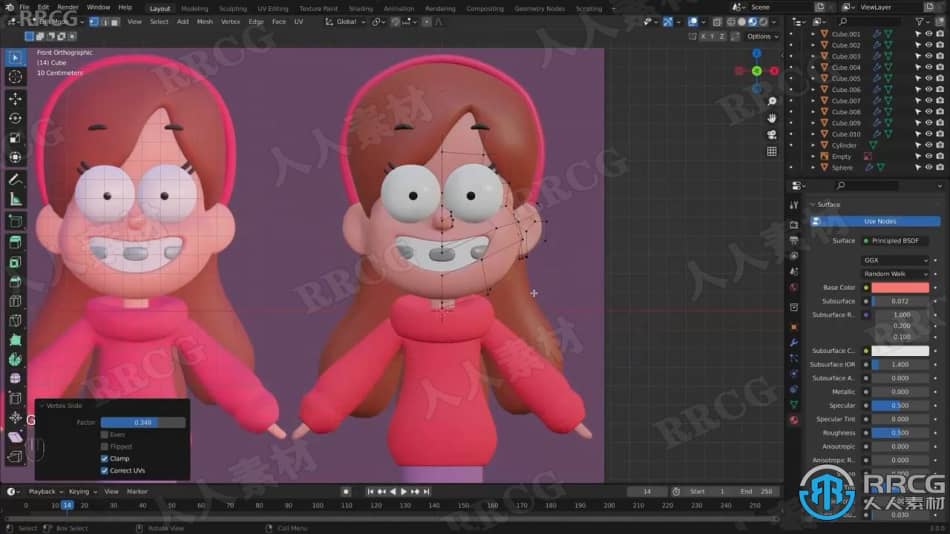 File Edit Render Window Help
Layout Modeling Sculpting UV Editing Texture Paint Shading Animation Rendering Compositing Geometry Nodes Scripting
Scene
ViewLayer
View Select Add Mesh Vertex Edge Face UV
Global
X Y Z
Options
Front Orthographic
(14) Cube
10 Centimeters
Cube.001
Cube.002
Cube.003
Cube.004
Cube.005
Cube.006
Cube.007
Cube.008
Cube.009
Cube.010
Cylinder
Empty
Sphere
Surface
Use Nodes
Surface Principled BSDF
GGX
Random Walk
Base Color
Subsurface 0.072
Subsurface R.. 1.000
0.200
0.100
Subsurface C..
Subsurface IOR 1.400
Subsurface A.. 0.000
Metallic 0.000
Specular 0.500
Specular Tint 0.000
Roughness 0.500
Anisotropic 0.000
Anisotropic R.. 0.000
0.030
Vertex Slide
Factor 0.348
Even
Flipped
Clamp
Correct UVs
G
Playback Keying View Marker
14 Start 1 End 250
0 10 14 20 30 40 50 60 70 80 90 100 110 120 130 140 150 160 170 180 190 200 210 220 230 240 250
Select Box Select Rotate View Call Menu
3.0.0
RRCG
人人素材